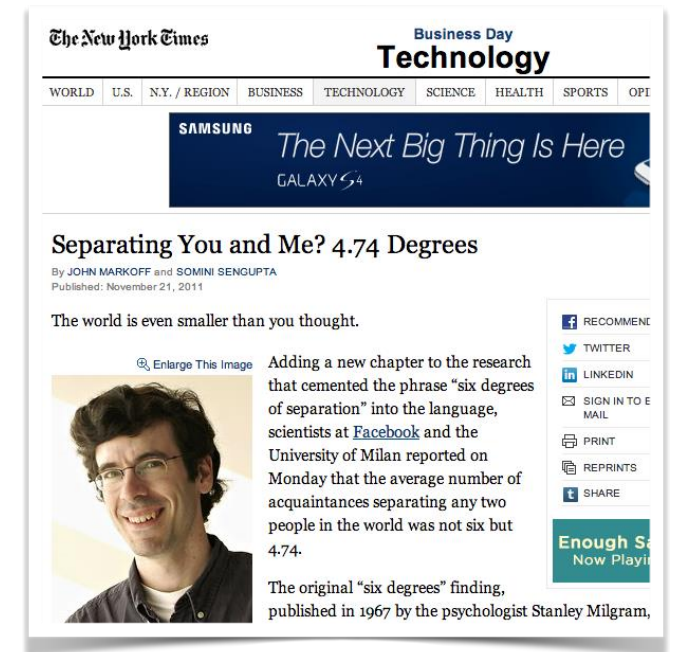 The New York Times
Business Day
Technology
WORLD U.S. N.Y. / REGION BUSINESS TECHNOLOGY SCIENCE HEALTH SPORTS
SAMSUNG
The Next Big Thing Is Here
GALAXY S4
Separating You and Me? 4.74 Degrees
By JOHN MARKOFF and SOMINI SENGUPTA
Published: November 21, 2011
The world is even smaller than you thought.
Enlarge This Image
Adding a new chapter to the research
that cemented the phrase “six degrees
of separation” into the language,
scientists at Facebook and the
University of Milan reported on
Monday that the average number of
acquaintances separating any two
people in the world was not six but
4.74.
The original “six degrees” finding,
published in 1967 by the psychologist Stanley Milgram,
RECOMMEND
TWITTER
LINKEDIN
SIGN IN TO E
MAIL
PRINT
REPRINTS
SHARE
Enough
Now